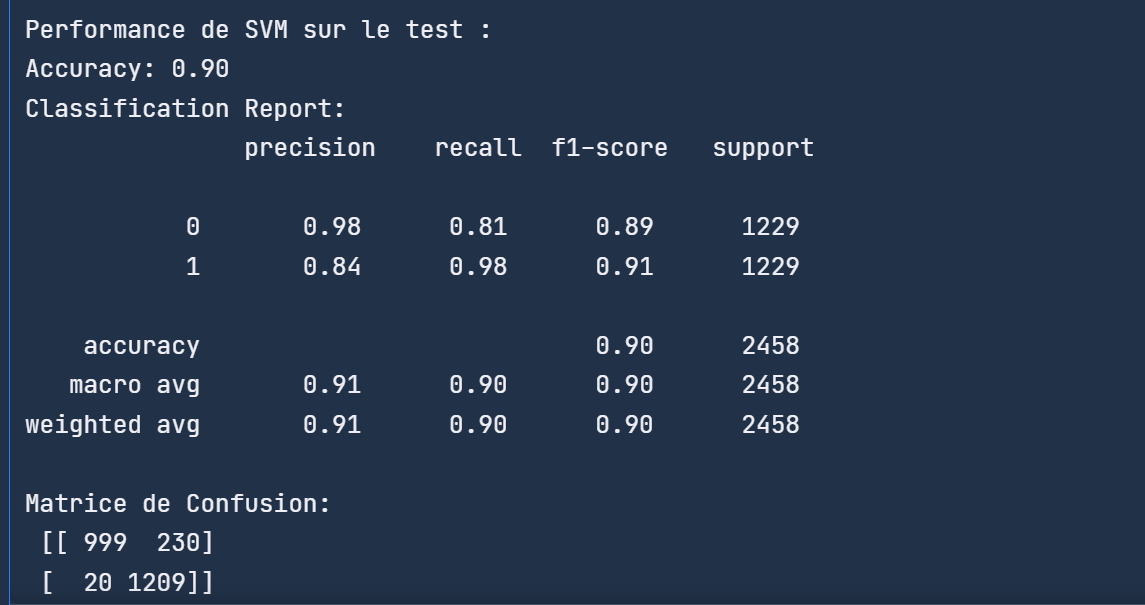 Performance de SVM sur le test :
Accuracy: 0.90
Classification Report:
               precision    recall  f1-score   support

           0       0.98      0.81      0.89      1229
           1       0.84      0.98      0.91      1229

    accuracy                           0.90      2458
   macro avg       0.91      0.90      0.90      2458
weighted avg       0.91      0.90      0.90      2458

Matrice de Confusion:
 [[ 999  230]
 [  20 1209]]